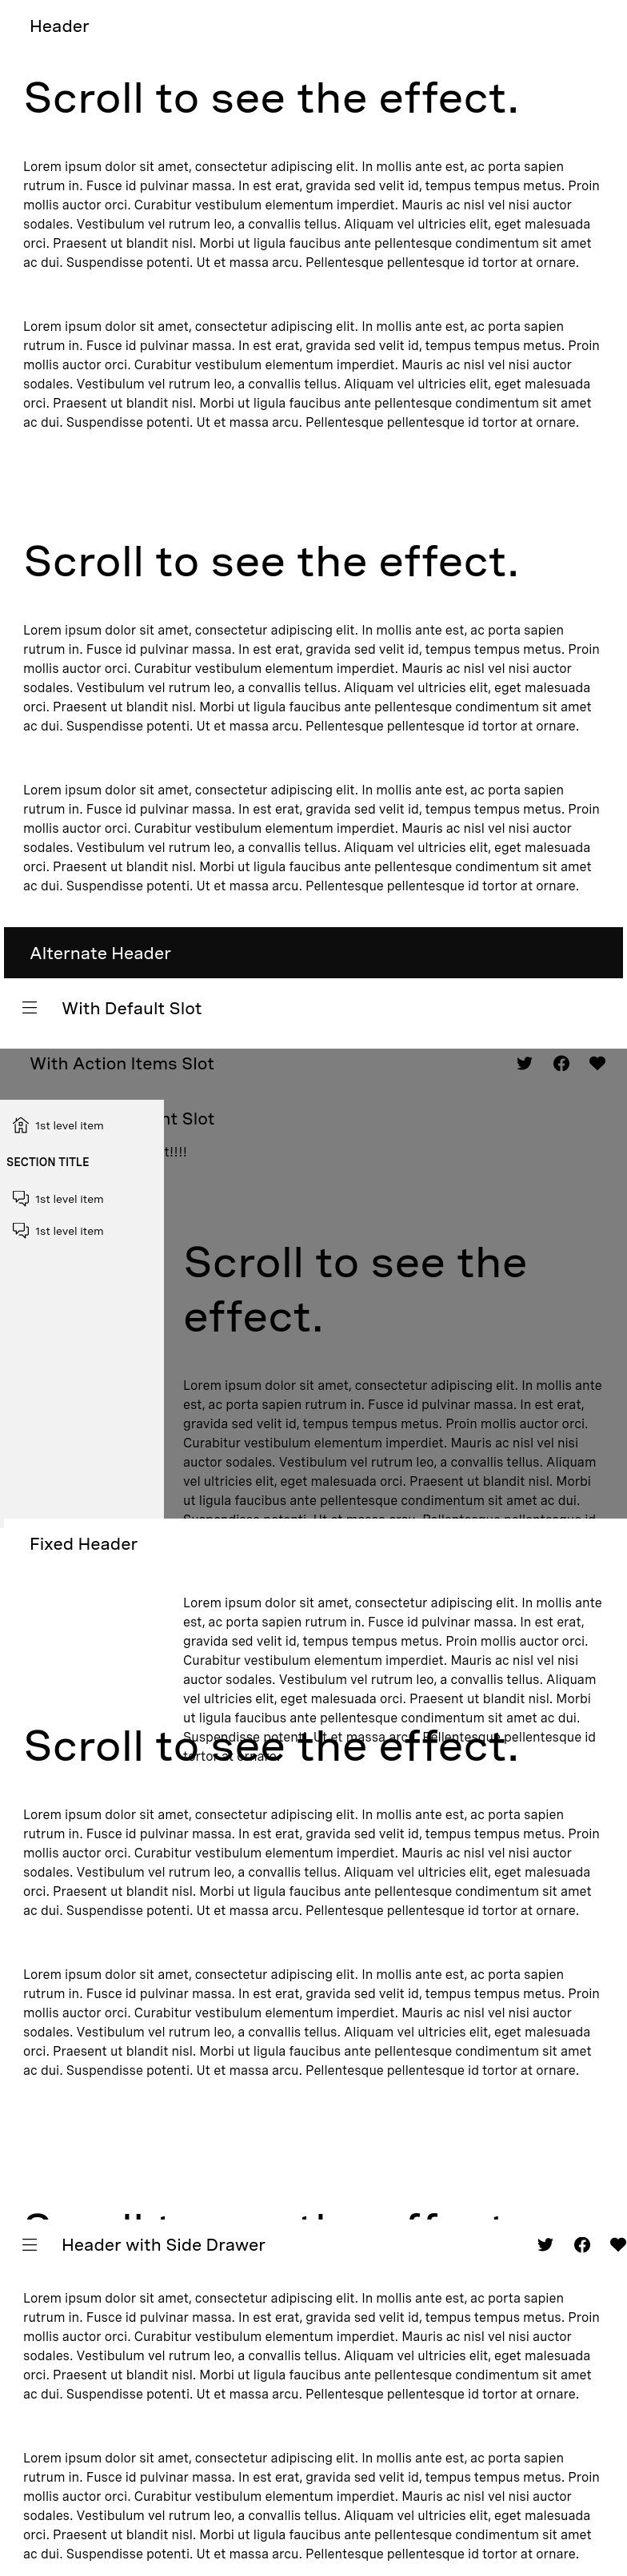 Header
Scroll to see the effect.
Lorem ipsum dolor sit amet, consectetur adipiscing elit. In mollis ante est, ac porta sapien
rutrum in. Fusce id pulvinar massa. In est erat, gravida sed velit id, tempus tempus metus. Proin
mollis auctor orci. Curabitur vestibulum elementum imperdiet. Mauris ac nisl vel nisi auctor
sodales. Vestibulum vel rutrum leo, a convallis tellus. Aliquam vel ultricies elit, eget malesuada
orci. Praesent ut blandit nisl. Morbi ut ligula faucibus ante pellentesque condimentum sit amet
ac dui. Suspendisse potenti. Ut et massa arcu. Pellentesque pellentesque id tortor at ornare.
Lorem ipsum dolor sit amet, consectetur adipiscing elit. In mollis ante est, ac porta sapien
rutrum in. Fusce id pulvinar massa. In est erat, gravida sed velit id, tempus tempus metus. Proin
mollis auctor orci. Curabitur vestibulum elementum imperdiet. Mauris ac nisl vel nisi auctor
sodales. Vestibulum vel rutrum leo, a convallis tellus. Aliquam vel ultricies elit, eget malesuada
orci. Praesent ut blandit nisl. Morbi ut ligula faucibus ante pellentesque condimentum sit amet
ac dui. Suspendisse potenti. Ut et massa arcu. Pellentesque pellentesque id tortor at ornare.
Scroll to see the effect.
Lorem ipsum dolor sit amet, consectetur adipiscing elit. In mollis ante est, ac porta sapien
rutrum in. Fusce id pulvinar massa. In est erat, gravida sed velit id, tempus tempus metus. Proin
mollis auctor orci. Curabitur vestibulum elementum imperdiet. Mauris ac nisl vel nisi auctor
sodales. Vestibulum vel rutrum leo, a convallis tellus. Aliquam vel ultricies elit, eget malesuada
orci. Praesent ut blandit nisl. Morbi ut ligula faucibus ante pellentesque condimentum sit amet
ac dui. Suspendisse potenti. Ut et massa arcu. Pellentesque pellentesque id tortor at ornare.
Lorem ipsum dolor sit amet, consectetur adipiscing elit. In mollis ante est, ac porta sapien
rutrum in. Fusce id pulvinar massa. In est erat, gravida sed velit id, tempus tempus metus. Proin
mollis auctor orci. Curabitur vestibulum elementum imperdiet. Mauris ac nisl vel nisi auctor
sodales. Vestibulum vel rutrum leo, a convallis tellus. Aliquam vel ultricies elit, eget malesuada
orci. Praesent ut blandit nisl. Morbi ut ligula faucibus ante pellentesque condimentum sit amet
ac dui. Suspendisse potenti. Ut et massa arcu. Pellentesque pellentesque id tortor at ornare.
Alternate Header
With Default Slot
With Action Items Slot
nt Slot
t!!!!
1st level item
SECTION TITLE
1st level item
1st level item
Scroll to see the
effect.
Lorem ipsum dolor sit amet, consectetur adipiscing elit. In mollis ante
est, ac porta sapien rutrum in. Fusce id pulvinar massa. In est erat,
gravida sed velit id, tempus tempus metus. Proin mollis auctor orci.
Curabitur vestibulum elementum imperdiet. Mauris ac nisl vel nisi
auctor sodales. Vestibulum vel rutrum leo, a convallis tellus. Aliquam
vel ultricies elit, eget malesuada orci. Praesent ut blandit nisl. Morbi
ut ligula faucibus ante pellentesque condimentum sit amet ac dui.
Fixed Header
Lorem ipsum dolor sit amet, consectetur adipiscing elit. In mollis ante
est, ac porta sapien rutrum in. Fusce id pulvinar massa. In est erat,
gravida sed velit id, tempus tempus metus. Proin mollis auctor orci.
Curabitur vestibulum elementum imperdiet. Mauris ac nisl vel nisi
auctor sodales. Vestibulum vel rutrum leo, a convallis tellus. Aliquam
vel ultricies elit, eget malesuada orci. Praesent ut blandit nisl. Morbi
ut ligula faucibus ante pellentesque condimentum sit amet ac dui.
Suspendisse potenti. Ut et massa arcu. Pellentesque pellentesque id
tortor at ornare.
Scroll to see the effect.
Lorem ipsum dolor sit amet, consectetur adipiscing elit. In mollis ante est, ac porta sapien
rutrum in. Fusce id pulvinar massa. In est erat, gravida sed velit id, tempus tempus metus. Proin
mollis auctor orci. Curabitur vestibulum elementum imperdiet. Mauris ac nisl vel nisi auctor
sodales. Vestibulum vel rutrum leo, a convallis tellus. Aliquam vel ultricies elit, eget malesuada
orci. Praesent ut blandit nisl. Morbi ut ligula faucibus ante pellentesque condimentum sit amet
ac dui. Suspendisse potenti. Ut et massa arcu. Pellentesque pellentesque id tortor at ornare.
Lorem ipsum dolor sit amet, consectetur adipiscing elit. In mollis ante est, ac porta sapien
rutrum in. Fusce id pulvinar massa. In est erat, gravida sed velit id, tempus tempus metus. Proin
mollis auctor orci. Curabitur vestibulum elementum imperdiet. Mauris ac nisl vel nisi auctor
sodales. Vestibulum vel rutrum leo, a convallis tellus. Aliquam vel ultricies elit, eget malesuada
orci. Praesent ut blandit nisl. Morbi ut ligula faucibus ante pellentesque condimentum sit amet
ac dui. Suspendisse potenti. Ut et massa arcu. Pellentesque pellentesque id tortor at ornare.
Header with Side Drawer
Lorem ipsum dolor sit amet, consectetur adipiscing elit. In mollis ante est, ac porta sapien
rutrum in. Fusce id pulvinar massa. In est erat, gravida sed velit id, tempus tempus metus. Proin
mollis auctor orci. Curabitur vestibulum elementum imperdiet. Mauris ac nisl vel nisi auctor
sodales. Vestibulum vel rutrum leo, a convallis tellus. Aliquam vel ultricies elit, eget malesuada
orci. Praesent ut blandit nisl. Morbi ut ligula faucibus ante pellentesque condimentum sit amet
ac dui. Suspendisse potenti. Ut et massa arcu. Pellentesque pellentesque id tortor at ornare.
Lorem ipsum dolor sit amet, consectetur adipiscing elit. In mollis ante est, ac porta sapien
rutrum in. Fusce id pulvinar massa. In est erat, gravida sed velit id, tempus tempus metus. Proin
mollis auctor orci. Curabitur vestibulum elementum imperdiet. Mauris ac nisl vel nisi auctor
sodales. Vestibulum vel rutrum leo, a convallis tellus. Aliquam vel ultricies elit, eget malesuada
orci. Praesent ut blandit nisl. Morbi ut ligula faucibus ante pellentesque condimentum sit amet
ac dui. Suspendisse potenti. Ut et massa arcu. Pellentesque pellentesque id tortor at ornare.